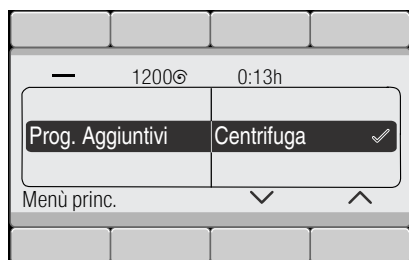 — 1200 0:13h
Prog. Aggiuntivi Centrifuga ✓
Menù princ.